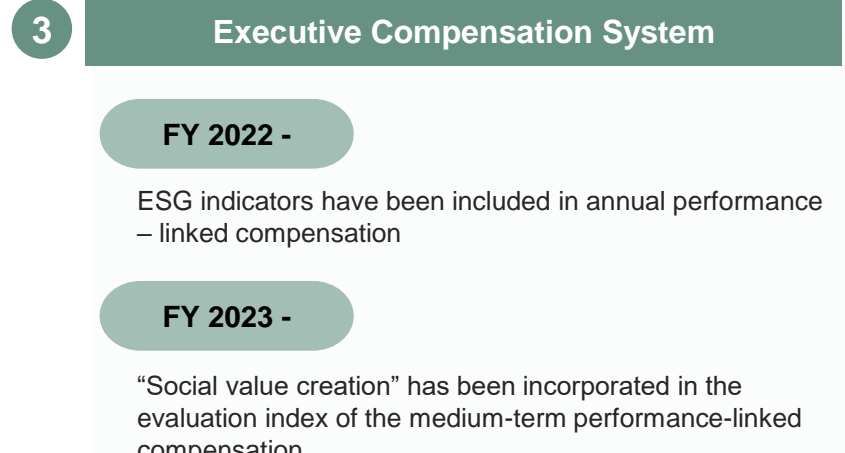 3
Executive Compensation System
FY 2022 -
ESG indicators have been included in annual performance
– linked compensation
FY 2023 -
“Social value creation” has been incorporated in the
evaluation index of the medium-term performance-linked
compensation